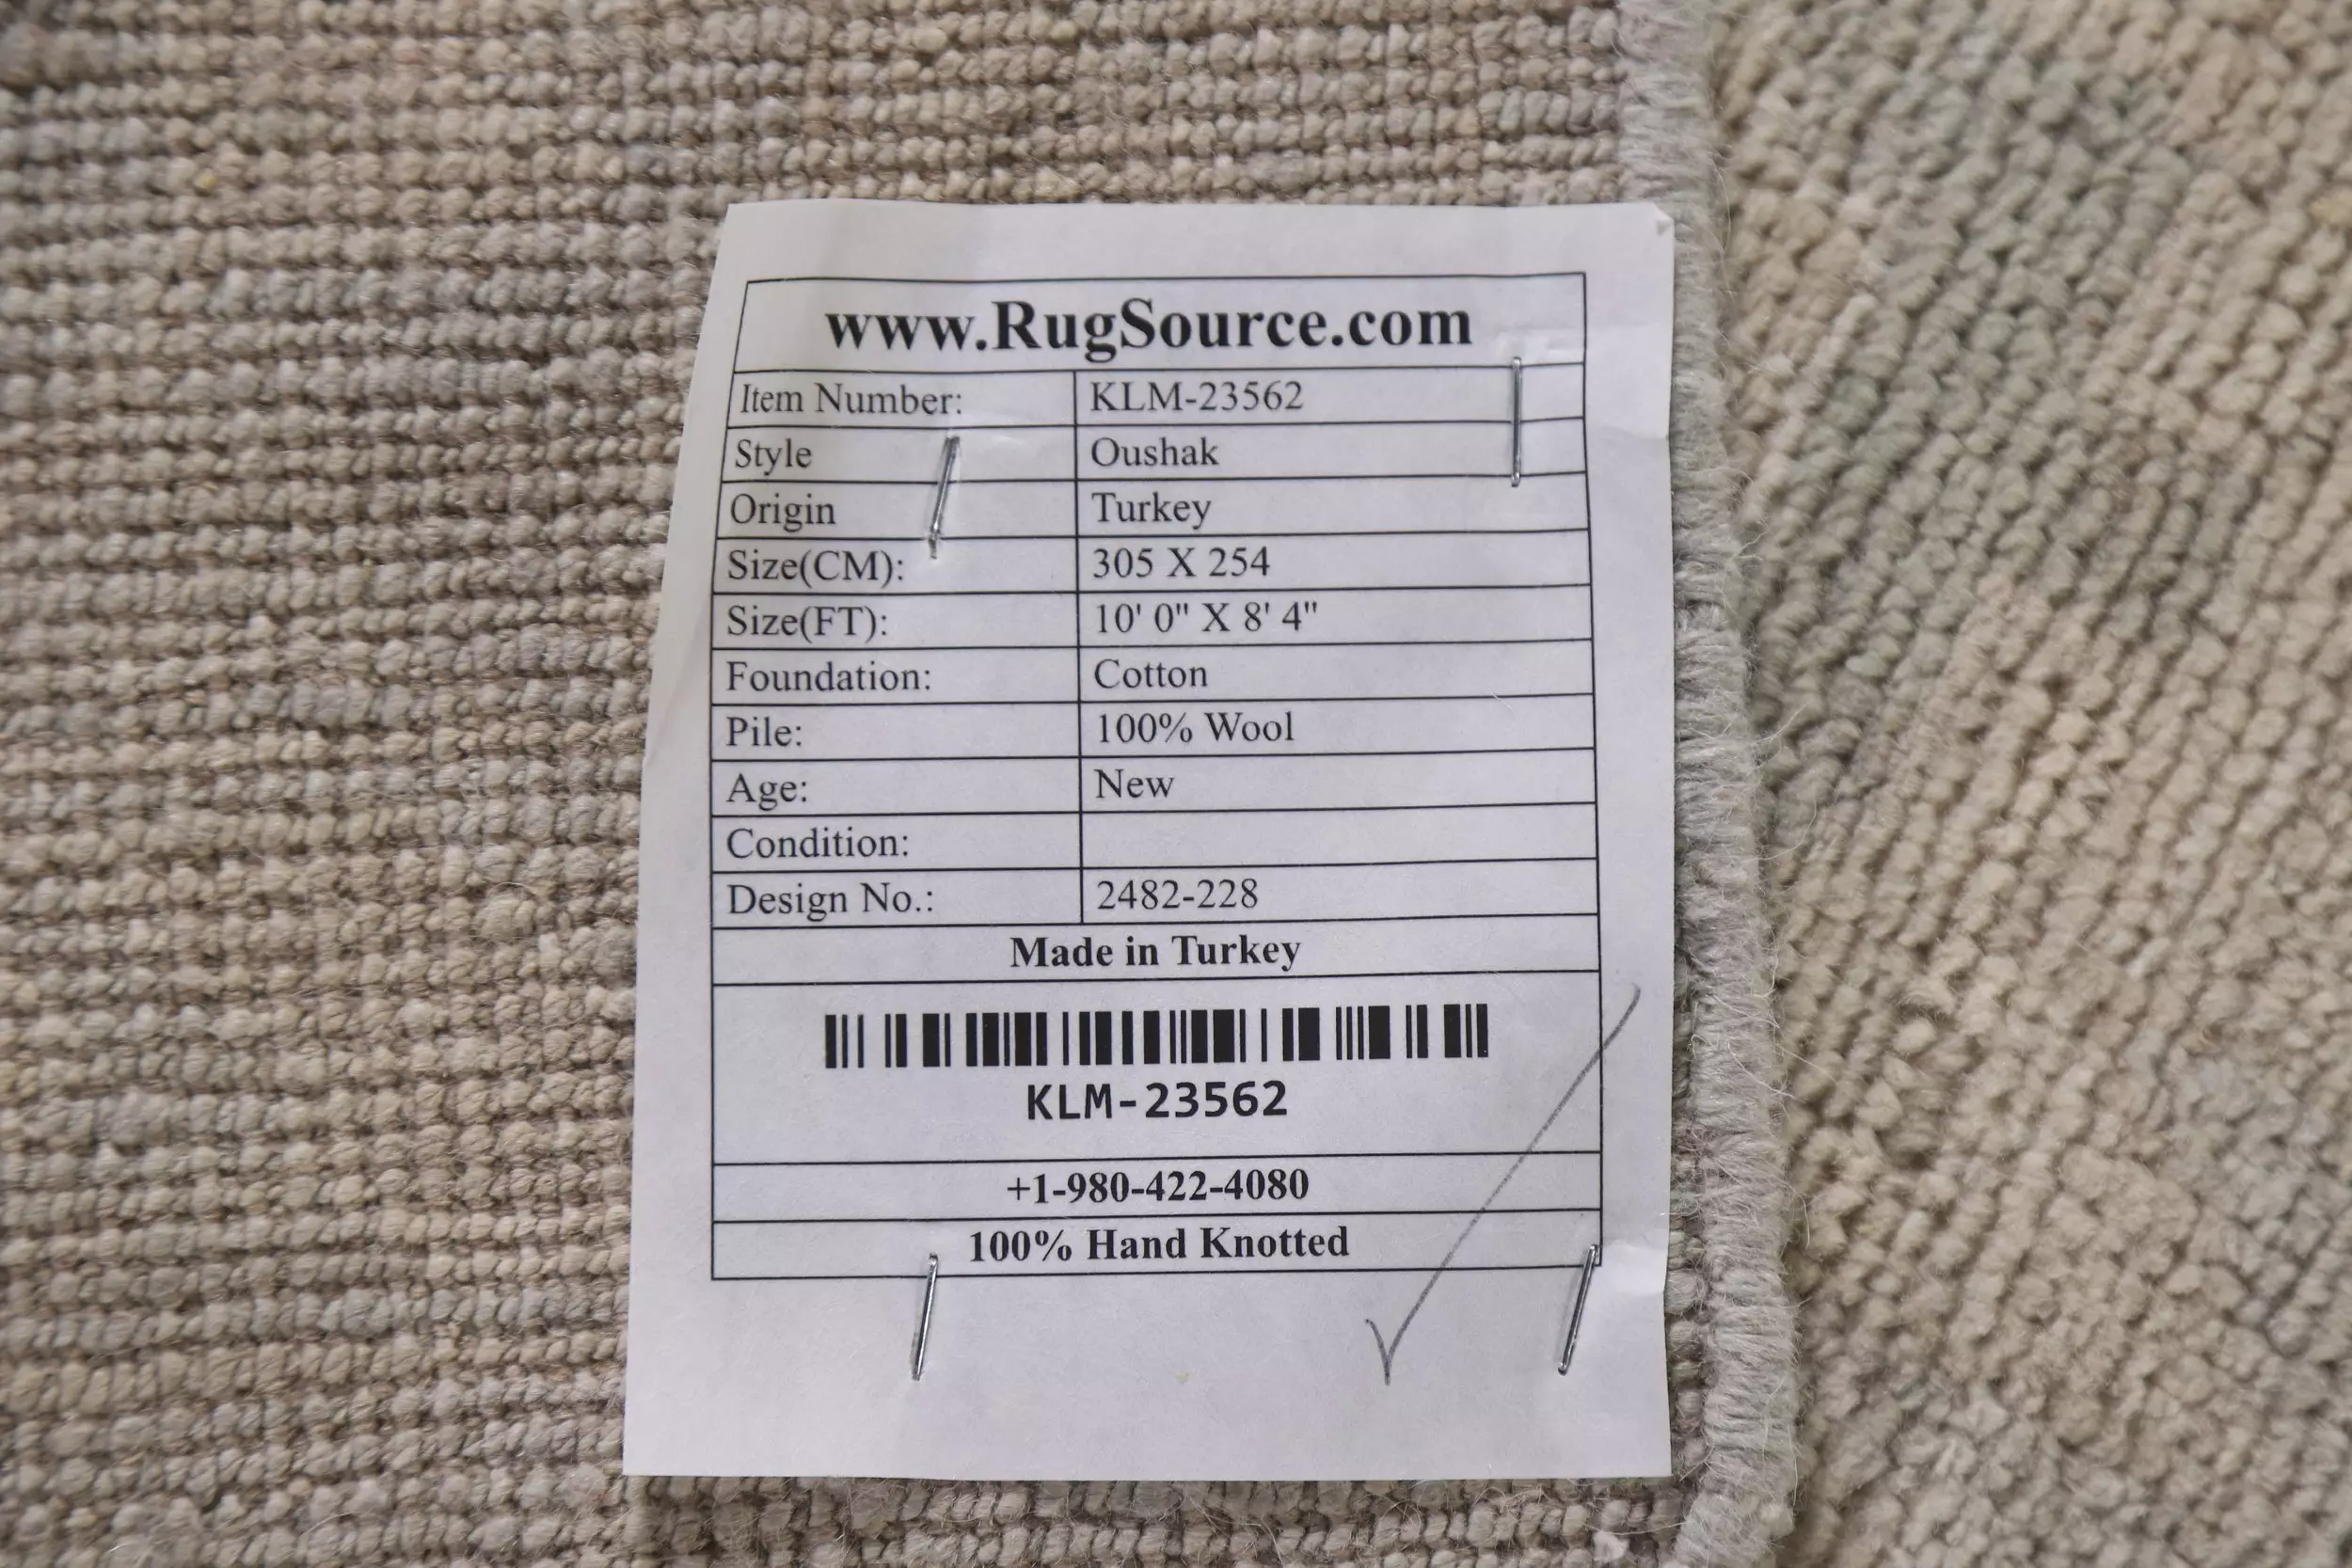 www.RugSource.com
Item Number: KLM-23562
Style Oushak
Origin Turkey
Size(CM): 305 X 254
Size(FT): 10' 0" X 8' 4"
Foundation: Cotton
Pile: 100% Wool
Age: New
Condition:
Design No.: 2482-228
Made in Turkey
KLM-23562
+1-980-422-4080
100% Hand Knotted